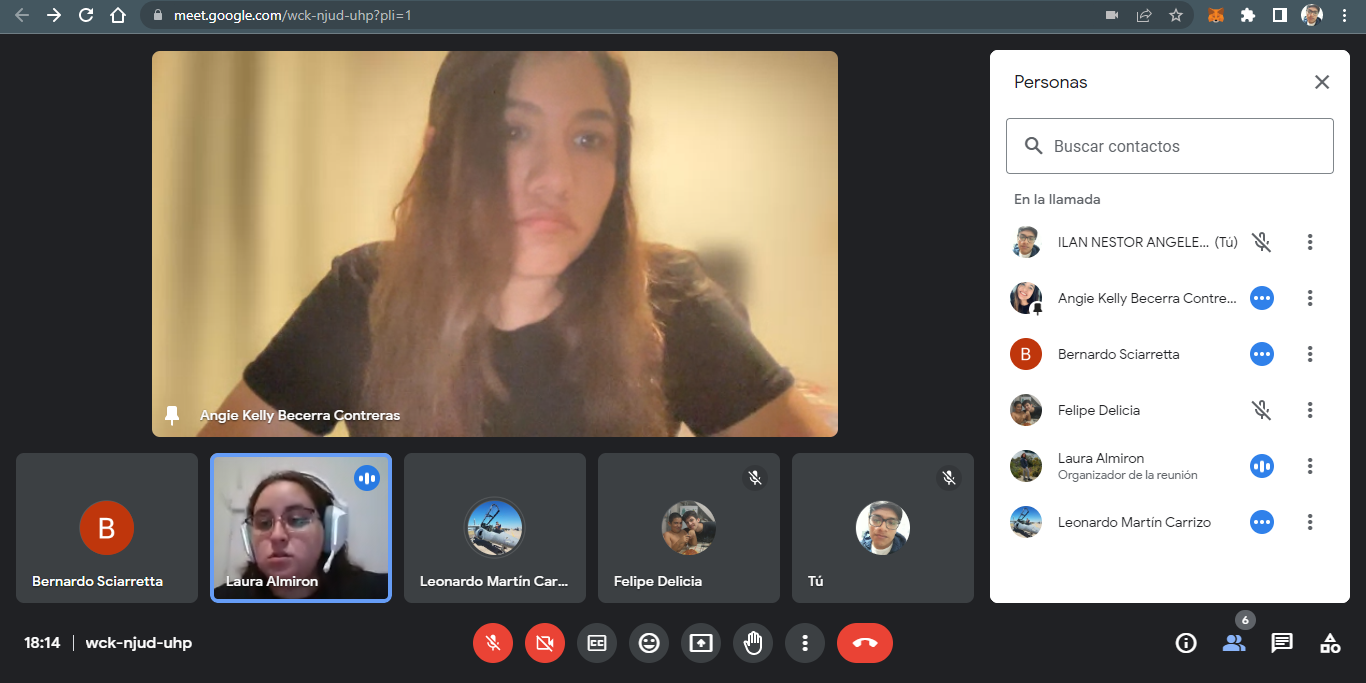 meet.google.com/wck-njud-uhp?pli=1
Angie Kelly Becerra Contreras
B
Bernardo Sciarretta
Laura Almiron
Leonardo Martín Car...
Felipe Delicia
Tú
18:14 | wck-njud-uhp
CC
Personas
Buscar contactos
En la llamada
ILAN NESTOR ANGELE... (Tú)
Angie Kelly Becerra Contre...
B
Bernardo Sciarretta
Felipe Delicia
Laura Almiron
Organizador de la reunión
Leonardo Martín Carrizo
6